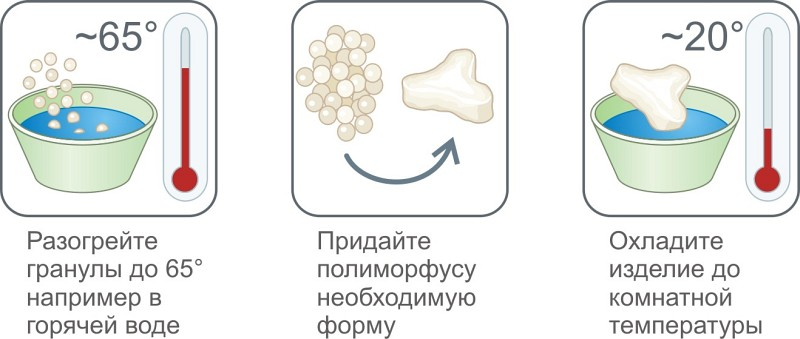 ~65°
~20°
Разогрейте
гранулы до 65°
например в
горячей воде
Придайте
полиморфусу
необходимую
форму
Охладите
изделие до
комнатной
температуры